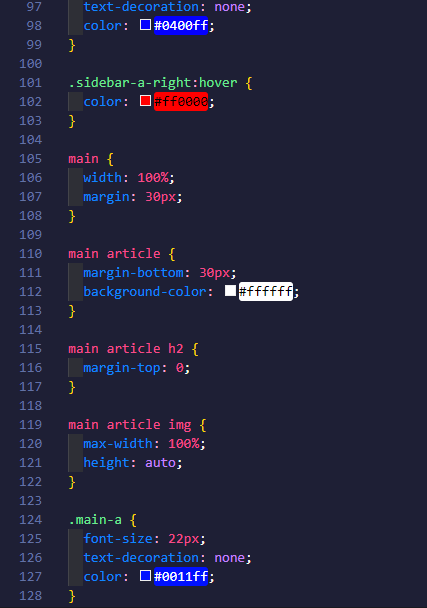 97 text-decoration: none;
98 color: #0400ff;
99 }
100
101 .sidebar-a-right:hover {
102 color: #ff0000;
103 }
104
105 main {
106 width: 100%;
107 margin: 30px;
108 }
109
110 main article {
111 margin-bottom: 30px;
112 background-color: #ffffff;
113 }
114
115 main article h2 {
116 margin-top: 0;
117 }
118
119 main article img {
120 max-width: 100%;
121 height: auto;
122 }
123
124 .main-a {
125 font-size: 22px;
126 text-decoration: none;
127 color: #0011ff;
128 }